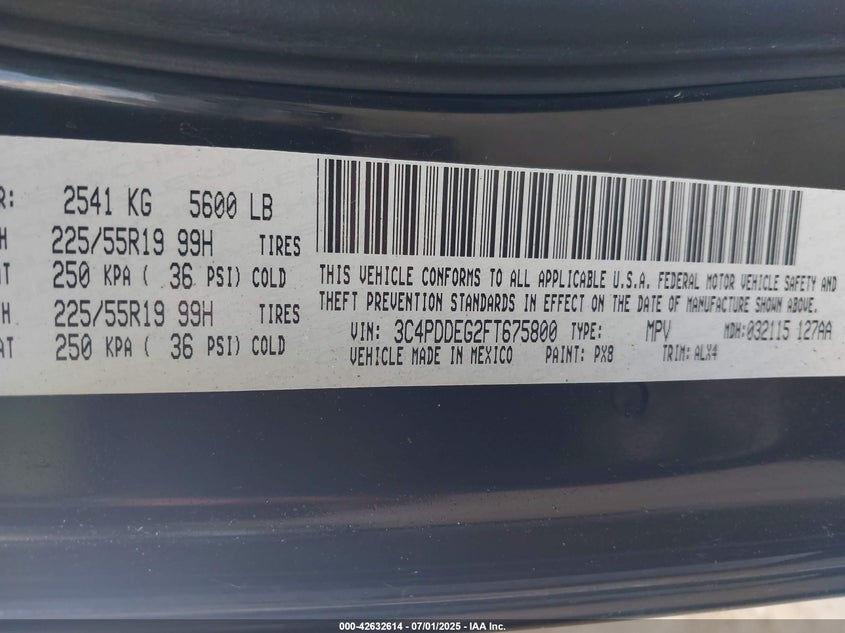 R: 2541 KG 5600 LB
H 225/55R19 99H TIRES
AT 250 KPA ( 36 PSI) COLD
H 225/55R19 99H TIRES
AT 250 KPA ( 36 PSI) COLD
THIS VEHICLE CONFORMS TO ALL APPLICABLE U.S.A. FEDERAL MOTOR VEHICLE SAFETY AND
THEFT PREVENTION STANDARDS IN EFFECT ON THE DATE OF MANUFACTURE SHOWN ABOVE.
VIN: 3C4PDDEG2FT675800 TYPE: MPV MDH:032115 127AA
VEHICLE MADE IN MEXICO PAINT: PX8 TRIM: ALX4
000-42632614 - 07/01/2025 - IAA Inc.